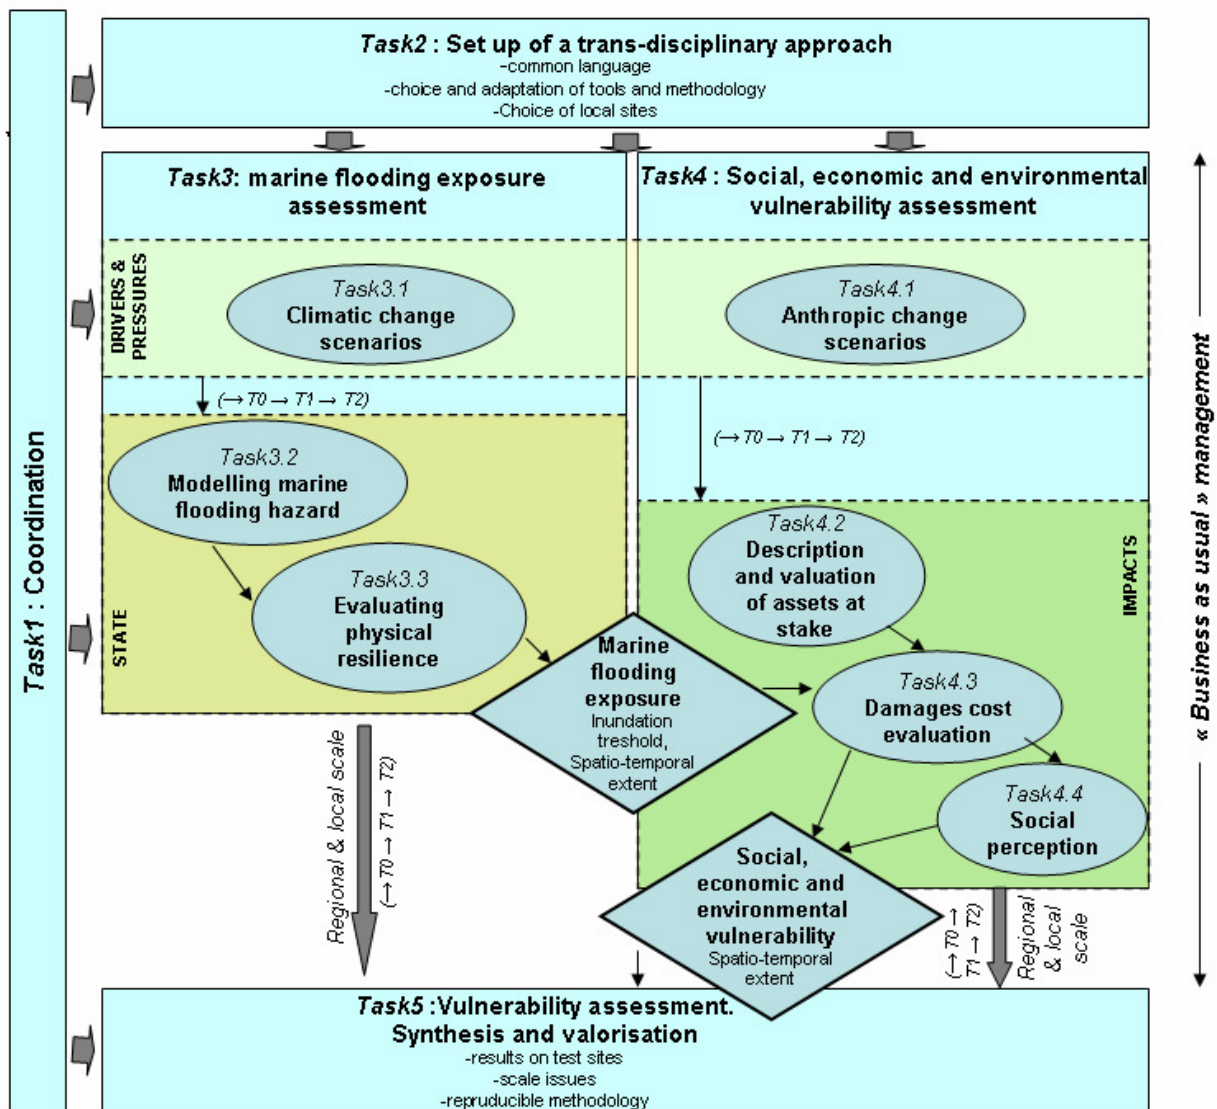 Task1 : Coordination
Task2 : Set up of a trans-disciplinary approach
-common language
-choice and adaptation of tools and methodology
-Choice of local sites
Task3: marine flooding exposure
assessment
Task4 : Social, economic and environmental
vulnerability assessment
DRIVERS &
PRESSURES
Task3.1
Climatic change
scenarios
Task4.1
Anthropic change
scenarios
(→ T0 → T1 → T2)
(→ T0 → T1 → T2)
STATE
Task3.2
Modelling marine
flooding hazard
Task3.3
Evaluating
physical
resilience
Marine
flooding
exposure
Inundation
treshold,
Spatio-temporal
extent
IMPACTS
Task4.2
Description
and valuation
of assets at
stake
Task4.3
Damages cost
evaluation
Task4.4
Social
perception
Social,
economic and
environmental
vulnerability
Spatio-temporal
extent
Regional & local scale
(→ T0 → T1 → T2)
(→ T0 →
T1 → T2)
Regional
& local
scale
« Business as usual » management
Task5 :Vulnerability assessment.
Synthesis and valorisation
-results on test sites
-scale issues
-repruducible methodology